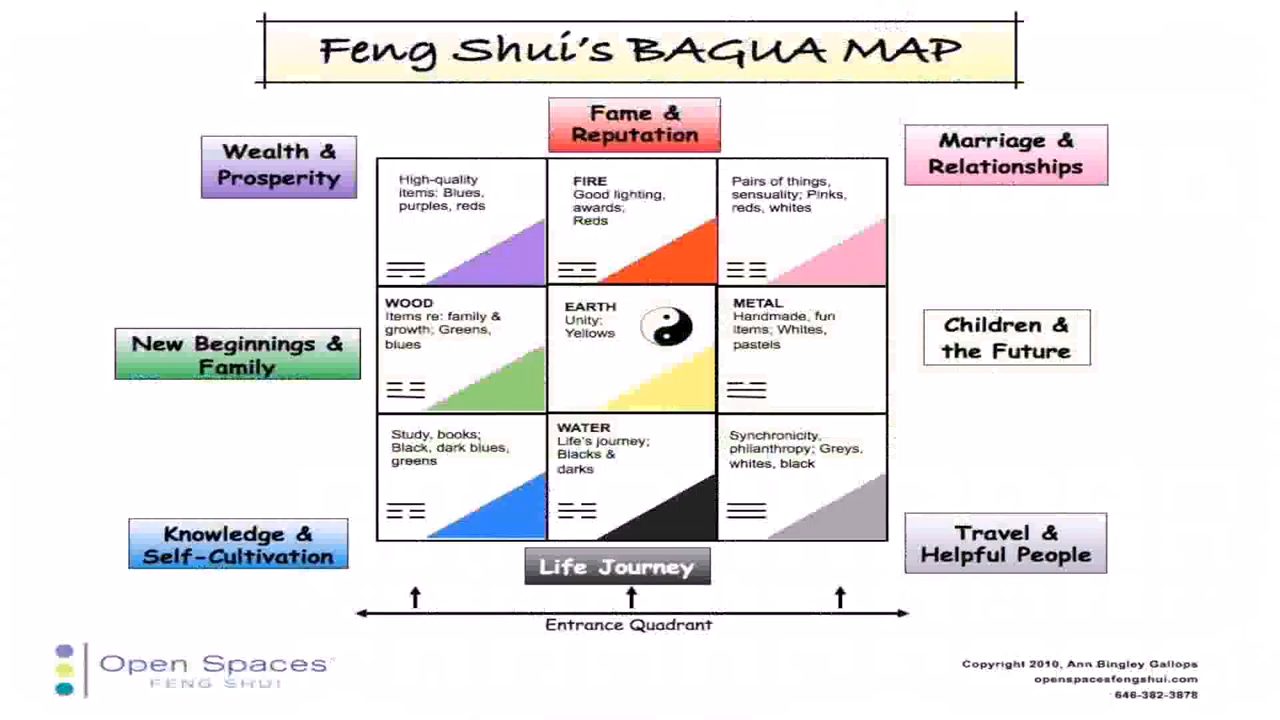 Feng Shui's BAGUA MAP
Fame &
Reputation
Wealth &
Prosperity
Marriage &
Relationships
High-quality
items; Blues,
purples, reds
FIRE
Good lighting,
awards;
Reds
Pairs of things,
sensuality; Pinks,
reds, whites
New Beginnings &
Family
WOOD
Items re: family &
growth; Greens,
blues
EARTH
Unity:
Yellows
METAL
Handmade, fun
items; Whites,
pastels
Children &
the Future
Study, books;
Black, dark blues,
greens
WATER
Life's journey;
Blacks &
darks
Synchronicity,
philanthropy; Greys,
whites, black
Knowledge &
Self-Cultivation
Life Journey
Travel &
Helpful People
Entrance Quadrant
Open Spaces
FENG SHUI
Copyright 2010, Ann Bingley Gallops
openspacesfengshui.com
646-382-3878